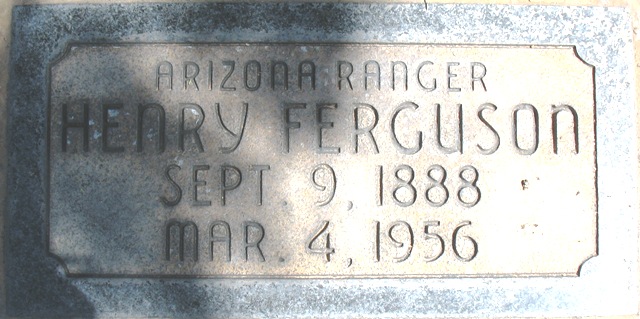 ARIZONA RANGER
HENRY FERGUSON
SEPT. 9, 1888
MAR. 4, 1956